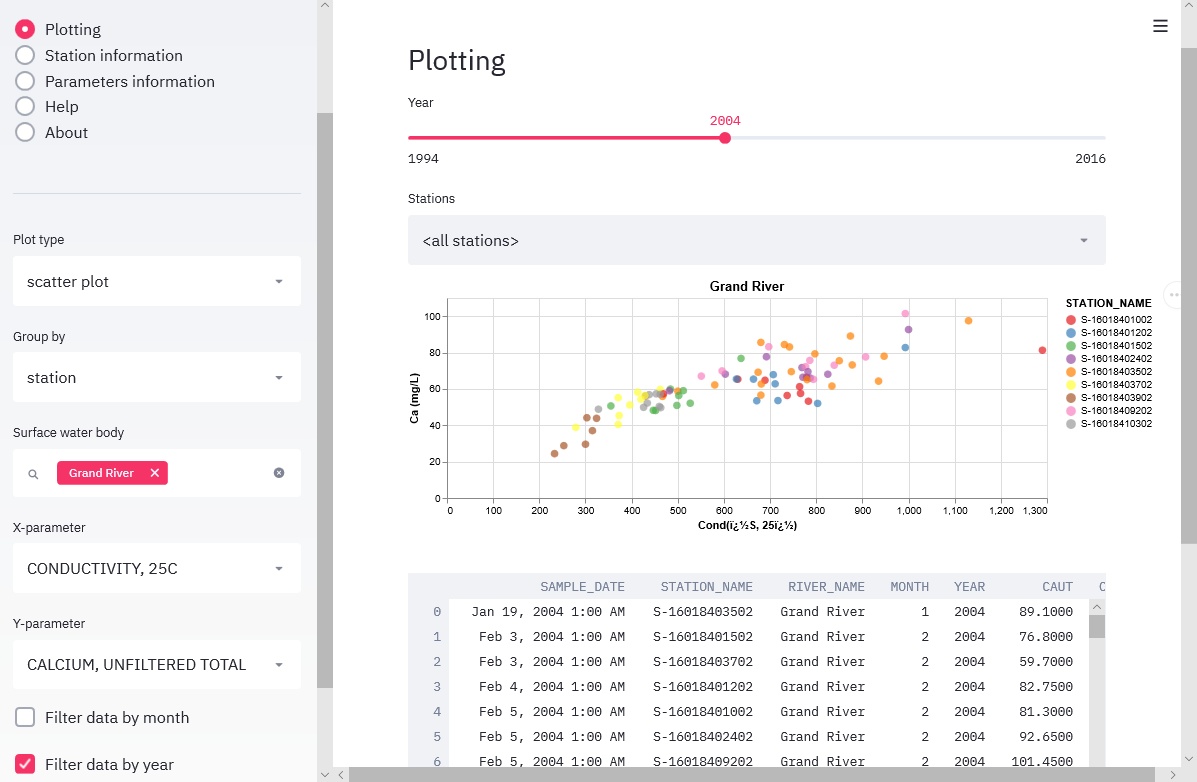 Plotting
Station information
Parameters information
Help
About
Plot type
scatter plot
Group by
station
Surface water body
Grand River
X-parameter
CONDUCTIVITY, 25C
Y-parameter
CALCIUM, UNFILTERED TOTAL
Filter data by month
Filter data by year
Plotting
Year
2004
1994 2016
Stations
<all stations>
Grand River
Ca (mg/L)
100
80
60
40
20
0
0 100 200 300 400 500 600 700 800 900 1,000 1,100 1,200 1,300
Cond(ï¿½S, 25ï¿½)
STATION_NAME
S-16018401002
S-16018401202
S-16018401502
S-16018402402
S-16018403502
S-16018403702
S-16018403902
S-16018409202
S-16018410302
SAMPLE_DATE STATION_NAME RIVER_NAME MONTH YEAR CAUT C
0 Jan 19, 2004 1:00 AM S-16018403502 Grand River 1 2004 89.1000
1 Feb 3, 2004 1:00 AM S-16018401502 Grand River 2 2004 76.8000
2 Feb 3, 2004 1:00 AM S-16018403702 Grand River 2 2004 59.7000
3 Feb 4, 2004 1:00 AM S-16018401202 Grand River 2 2004 82.7500
4 Feb 5, 2004 1:00 AM S-16018401002 Grand River 2 2004 81.3000
5 Feb 5, 2004 1:00 AM S-16018402402 Grand River 2 2004 92.6500
6 Feb 5, 2004 1:00 AM S-16018409202 Grand River 2 2004 101.4500